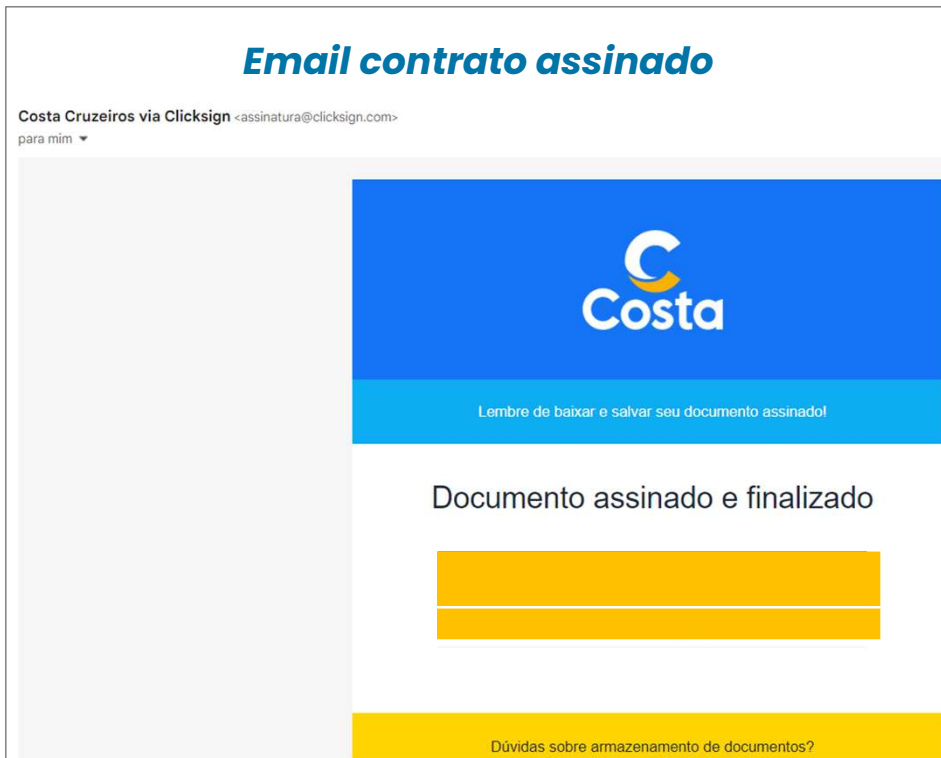 Email contrato assinado
Costa Cruzeiros via Clicksign <assinatura@clicksign.com>
para mim
Costa
Lembre de baixar e salvar seu documento assinado!
Documento assinado e finalizado
Dúvidas sobre armazenamento de documentos?